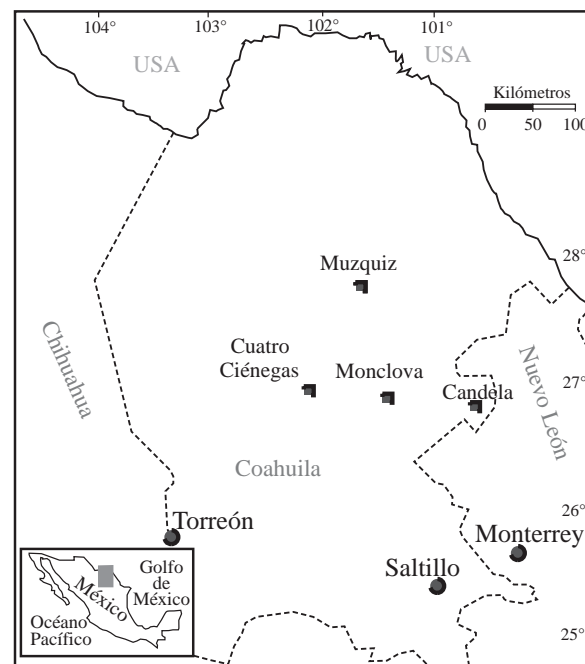 104° 103° 102° 101°
USA USA
Kilómetros
0 50 100
28°
Muzquiz
Chihuahua
Nuevo León
Cuatro
Ciénegas
Monclova
27°
Candela
Coahuila
26°
Torreón
Monterrey
Saltillo
Golfo
de
México
México
Océano
Pacífico
25°